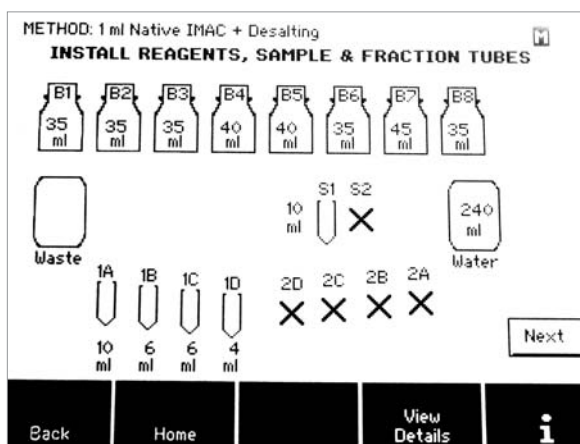 METHOD: 1 ml Native IMAC + Desalting
INSTALL REAGENTS, SAMPLE & FRACTION TUBES
B1 B2 B3 B4 B5 B6 B7 B8
35 ml 35 ml 35 ml 40 ml 40 ml 35 ml 45 ml 35 ml
S1 S2
10 ml
240 ml
Waste
Water
1A 1B 1C 1D 2D 2C 2B 2A
10 ml 6 ml 6 ml 4 ml
Next
Back Home View Details i